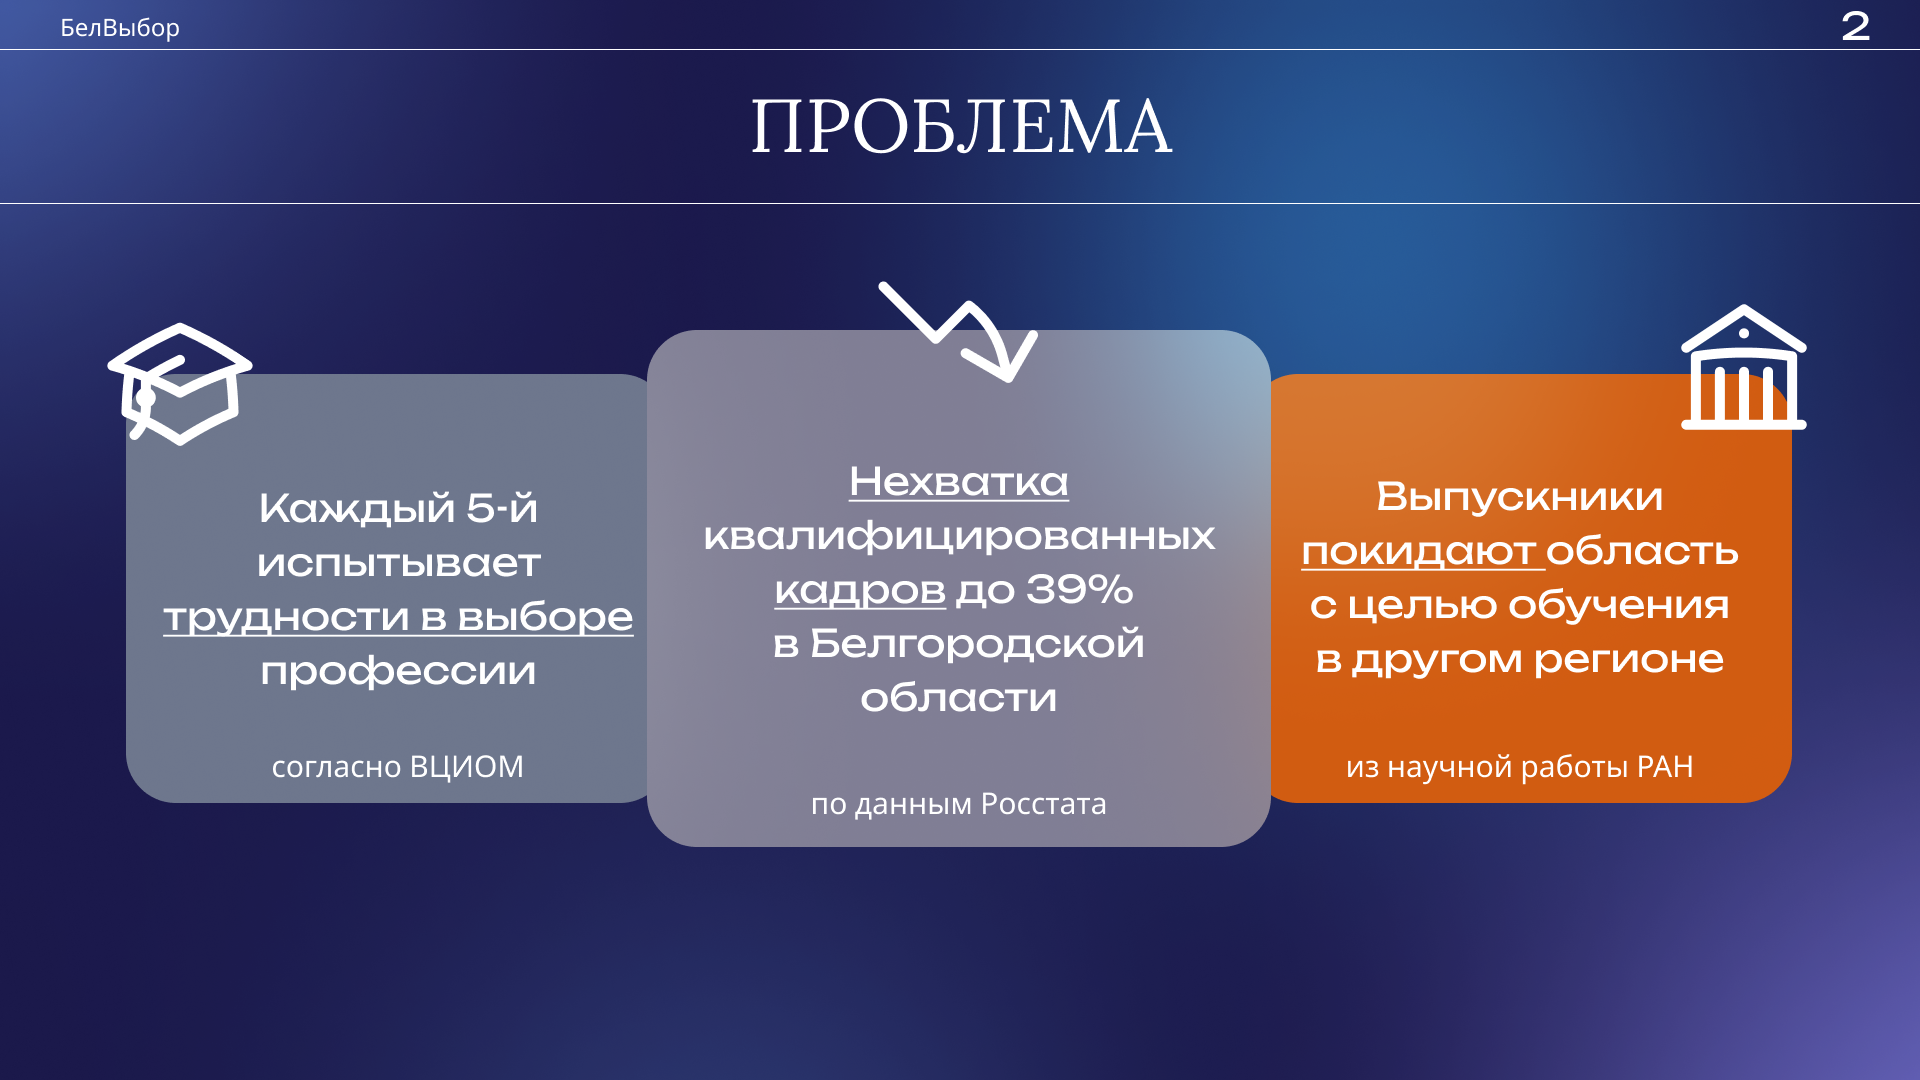 БелВыбор
2
ПРОБЛЕМА
Каждый 5-й
испытывает
трудности в выборе
профессии
согласно ВЦИОМ
Нехватка
квалифицированных
кадров до 39%
в Белгородской
области
по данным Росстата
Выпускники
покидают область
с целью обучения
в другом регионе
из научной работы РАН